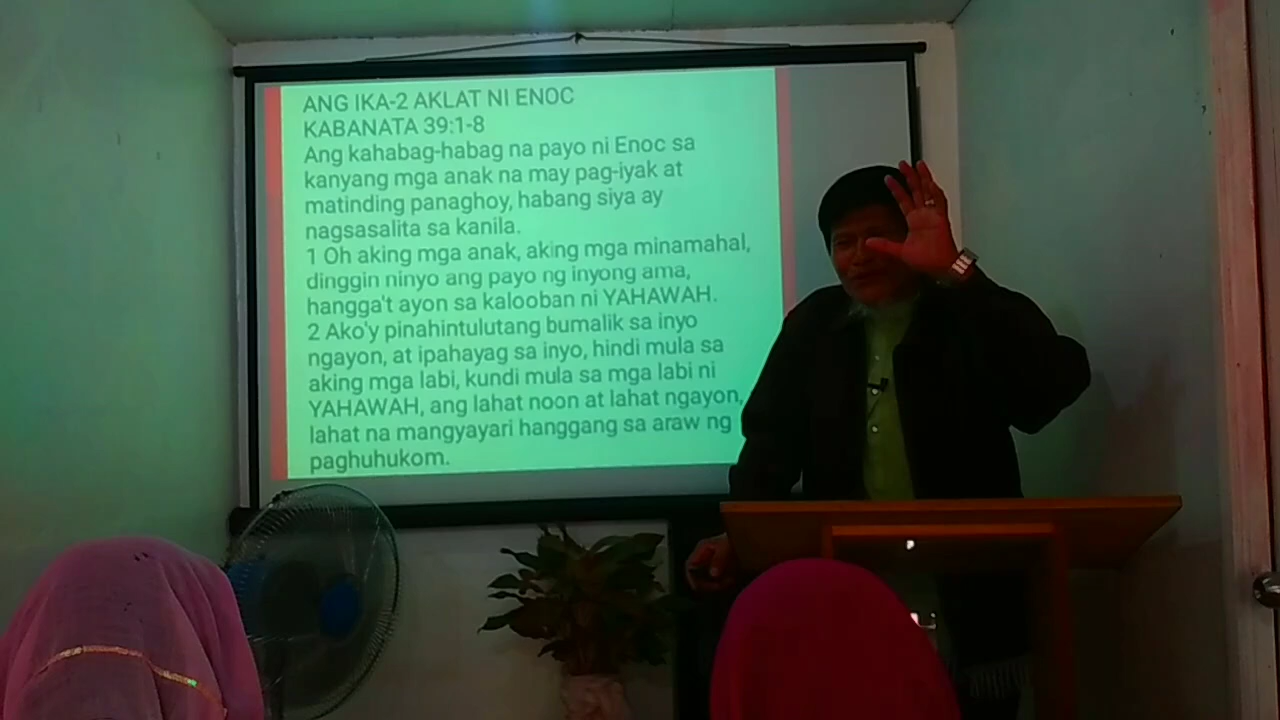 ANG IKA-2 AKLAT NI ENOC
KABANATA 39:1-8
Ang kahabag-habag na payo ni Enoc sa
kanyang mga anak na may pag-iyak at
matinding panaghoy, habang siya ay
nagsasalita sa kanila.
1 Oh aking mga anak, aking mga minamahal,
dinggin ninyo ang payo ng inyong ama,
hangga't ayon sa kalooban ni YAHAWAH.
2 Ako'y pinahintulutang bumalik sa inyo
ngayon, at ipahayag sa inyo, hindi mula sa
aking mga labi, kundi mula sa mga labi ni
YAHAWAH, ang lahat noon at lahat ngayon,
lahat na mangyayari hanggang sa araw ng
paghuhukom.